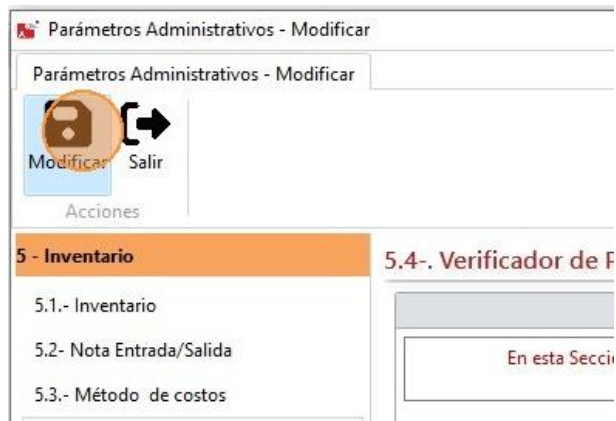 Parámetros Administrativos - Modificar
Parámetros Administrativos - Modificar
Modificar Salir
Acciones
5 - Inventario
5.4-. Verificador de
5.1.- Inventario
5.2- Nota Entrada/Salida
En esta
5.3.- Método de costos